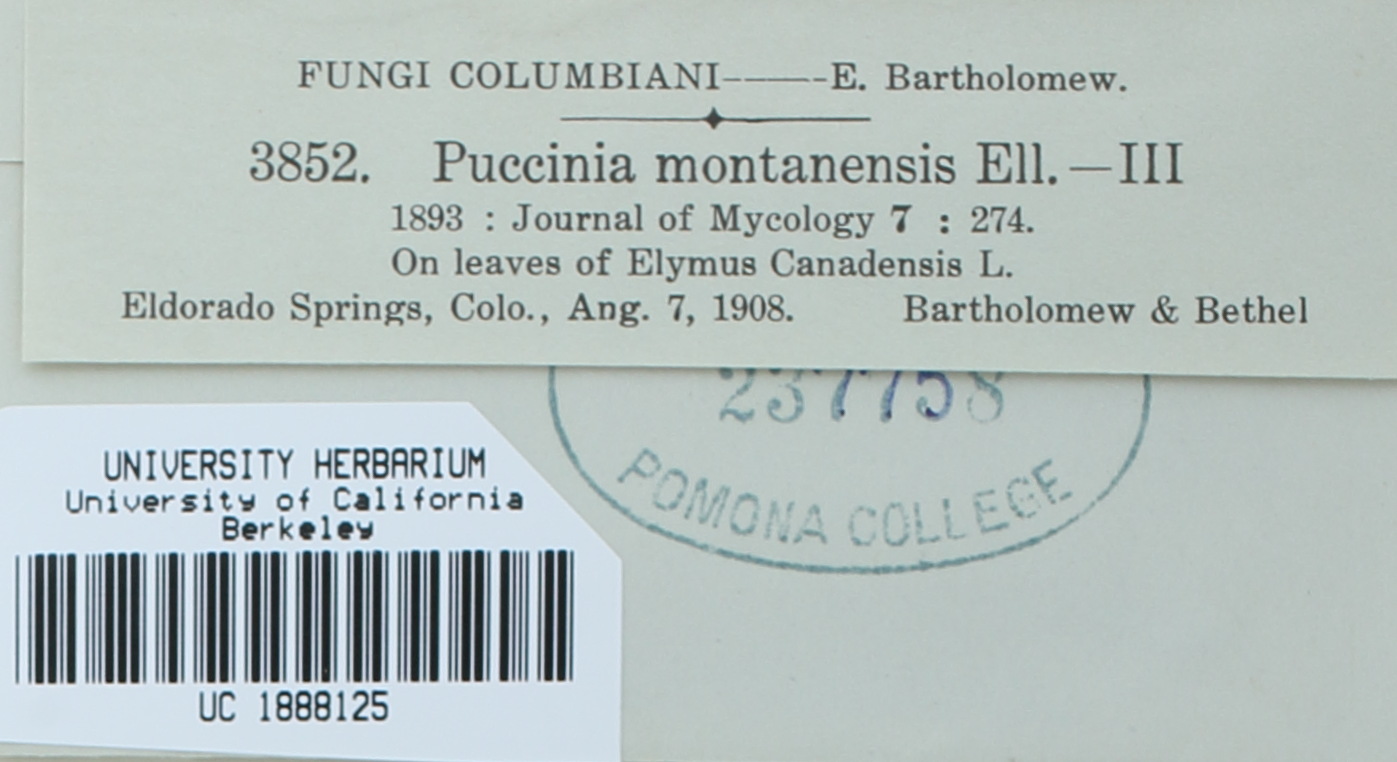 FUNGI COLUMBIANI-———-E. Bartholomew.
3852. Puccinia montanensis Ell.—III
1893 : Journal of Mycology 7 : 274.
On leaves of Elymus Canadensis L.
Eldorado Springs, Colo., Ang. 7, 1908. Bartholomew & Bethel
237758
POMONA COLLEGE
UNIVERSITY HERBARIUM
University of California
Berkeley
UC 1888125